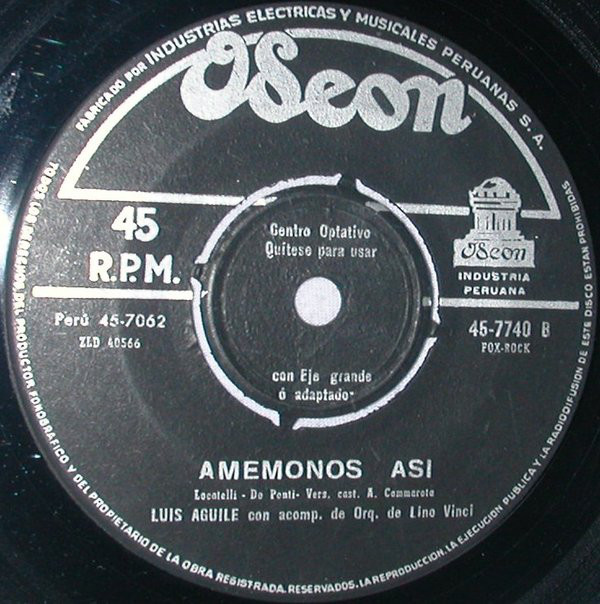 FABRICADO POR INDUSTRIAS ELECTRICAS Y MUSICALES PERUANAS S. A.
Odeon
45
R.P.M.
Centro Optativo
Quítese para usar
con Eje grande
ó adaptador
Odeon
INDUSTRIA
PERUANA
Perú 45-7062
ZLD 40566
45-7740 B
FOX-ROCK
AMEMONOS ASI
Locatelli - De Ponti - Vers. cast. A. Cammarota
LUIS AGUILE con acomp. de Orq. de Lino Vinci
TODOS LOS DERECHOS DEL PRODUCTOR FONOGRAFICO Y DEL PROPIETARIO DE LA OBRA REGISTRADA. RESERVADOS. LA REPRODUCCION. LA EJECUCION PUBLICA Y LA RADIODIFUSION DE ESTE DISCO ESTAN PROHIBIDAS